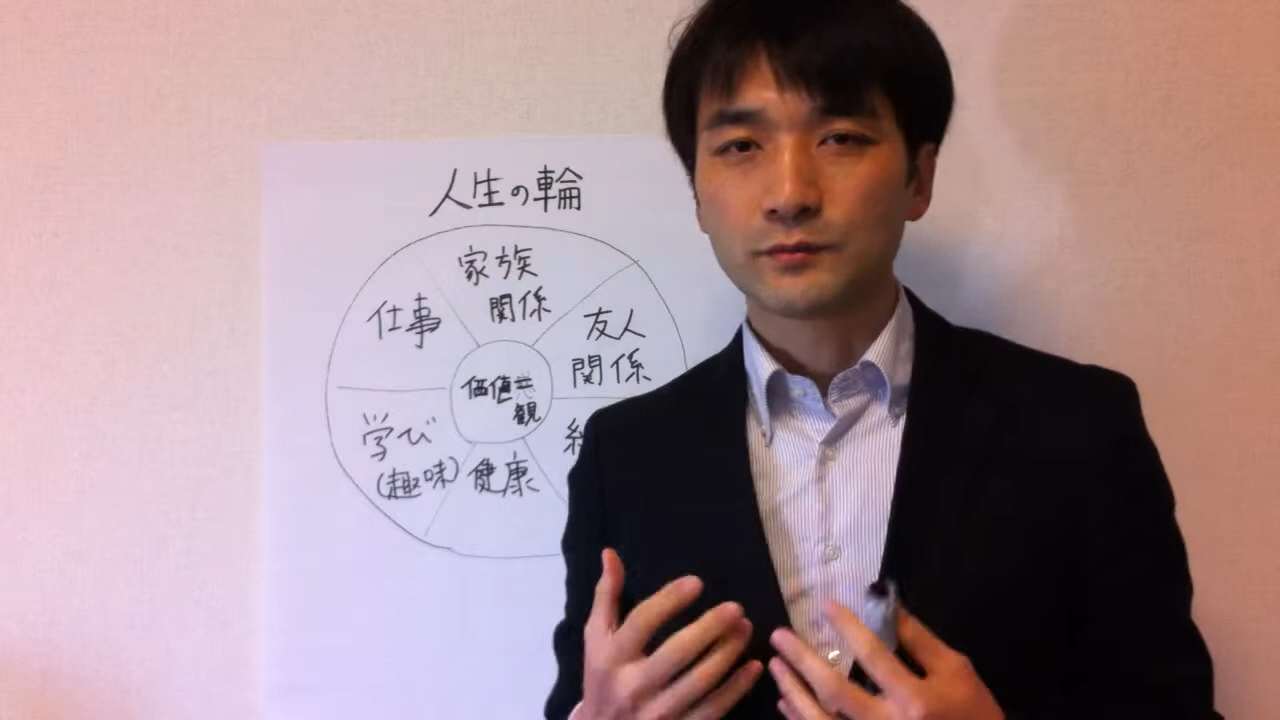 人生の輪
家族
関係
友人
関係
仕事
価値
観
学び
(趣味)
健康